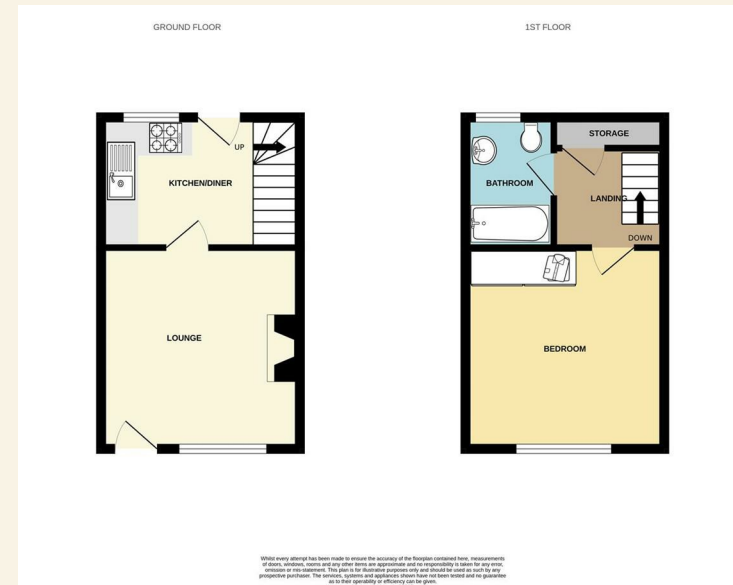 GROUND FLOOR
1ST FLOOR
UP
KITCHEN/DINER
LOUNGE
STORAGE
BATHROOM
LANDING
DOWN
BEDROOM
Whilst every attempt has been made to ensure the accuracy of the floorplan contained here, measurements
of doors, windows, rooms and any other items are approximate and no responsibility is taken for any error,
omission or mis-statement. This plan is for illustrative purposes only and should be used as such by any
prospective purchaser. The services, systems and appliances shown have not been tested and no guarantee
as to their operability or efficiency can be given.